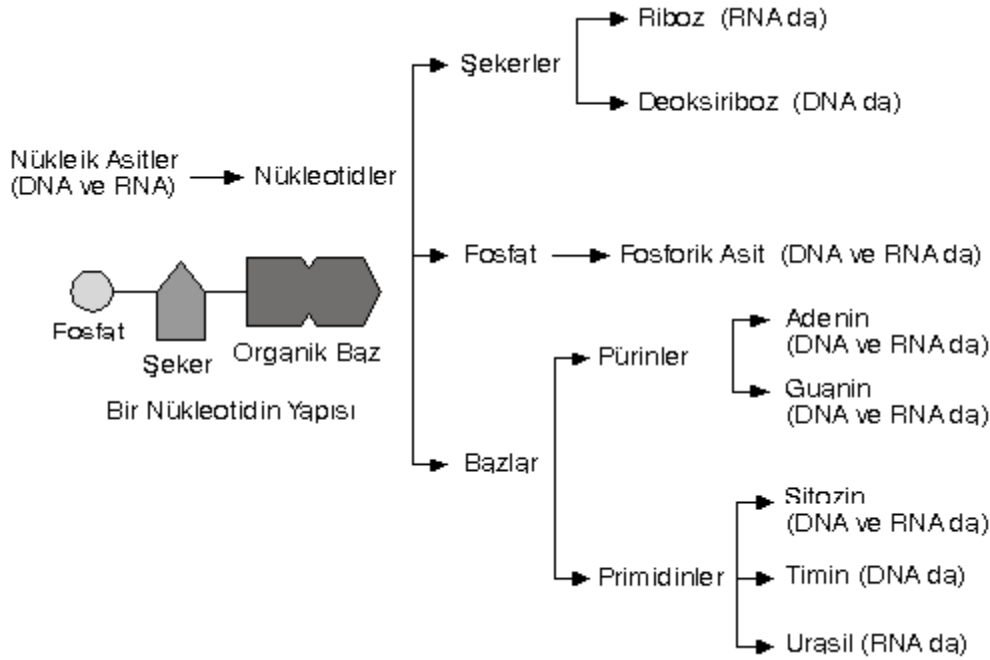 Nükleik Asitler
(DNA ve RNA)
Nükleotidler
Şekerler
Riboz (RNA da)
Deoksiriboz (DNA da)
Fosfat
Fosforik Asit (DNA ve RNA da)
Bazlar
Pürinler
Adenin
(DNA ve RNA da)
Guanin
(DNA ve RNA da)
Primidinler
Sitozin
(DNA ve RNA da)
Timin (DNA da)
Urasil (RNA da)
Fosfat
Şeker
Organik Baz
Bir Nükleotidin Yapısı